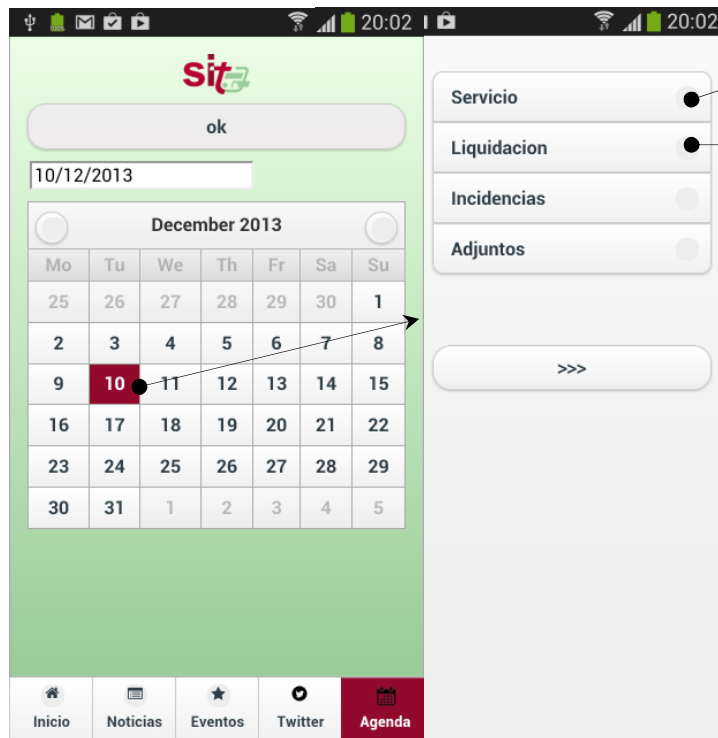 20:02
20:02
sit
ok
10/12/2013
December 2013
Mo Tu We Th Fr Sa Su
25 26 27 28 29 30 1
2 3 4 5 6 7 8
9 10 11 12 13 14 15
16 17 18 19 20 21 22
23 24 25 26 27 28 29
30 31 1 2 3 4 5
Inicio Noticias Eventos Twitter Agenda
Servicio
Liquidacion
Incidencias
Adjuntos
>>>